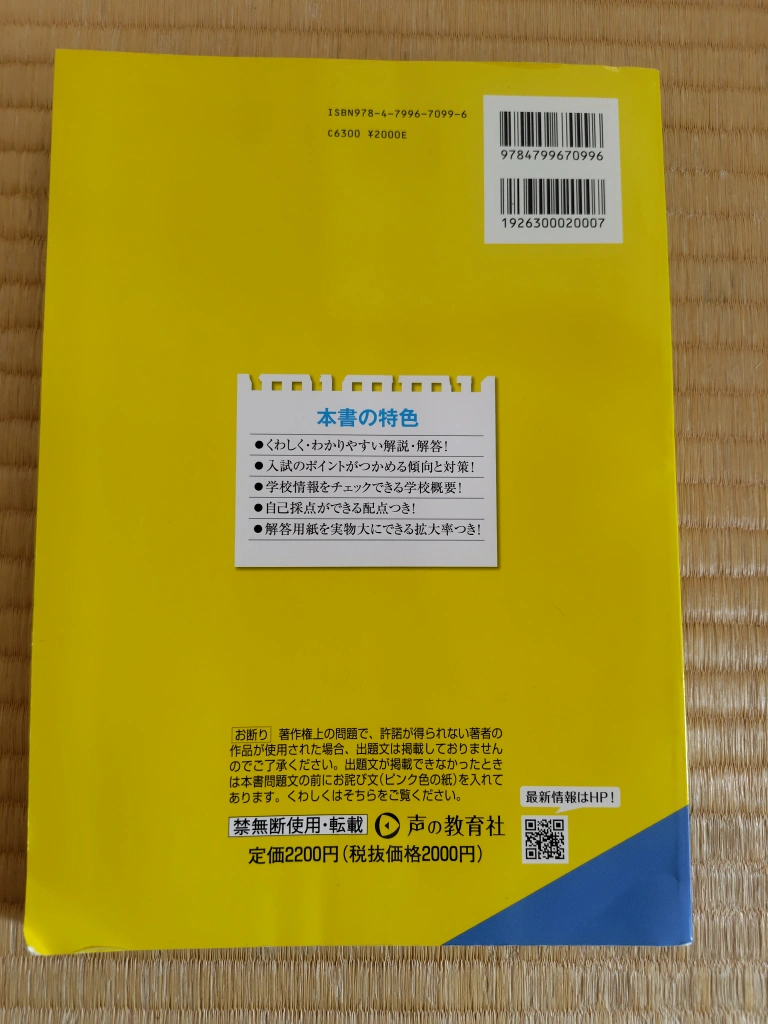 ISBN978-4-7996-7099-6
C6300 ¥2000E
9784799670996
1926300020007
本書の特色
●くわしく・わかりやすい解説・解答!
●入試のポイントがつかめる傾向と対策!
●学校情報をチェックできる学校概要!
●自己採点ができる配点つき!
●解答用紙を実物大にできる拡大率つき!
お断り 著作権上の問題で、許諾が得られない著者の
作品が使用された場合、出題文は掲載しておりません
のでご了承ください。出題文が掲載できなかったとき
は本書問題文の前にお詫び文(ピンク色の紙)を入れて
あります。くわしくはそちらをご覧ください。
最新情報はHP!
禁無断使用・転載 声の教育社
定価2200円(税抜価格2000円)